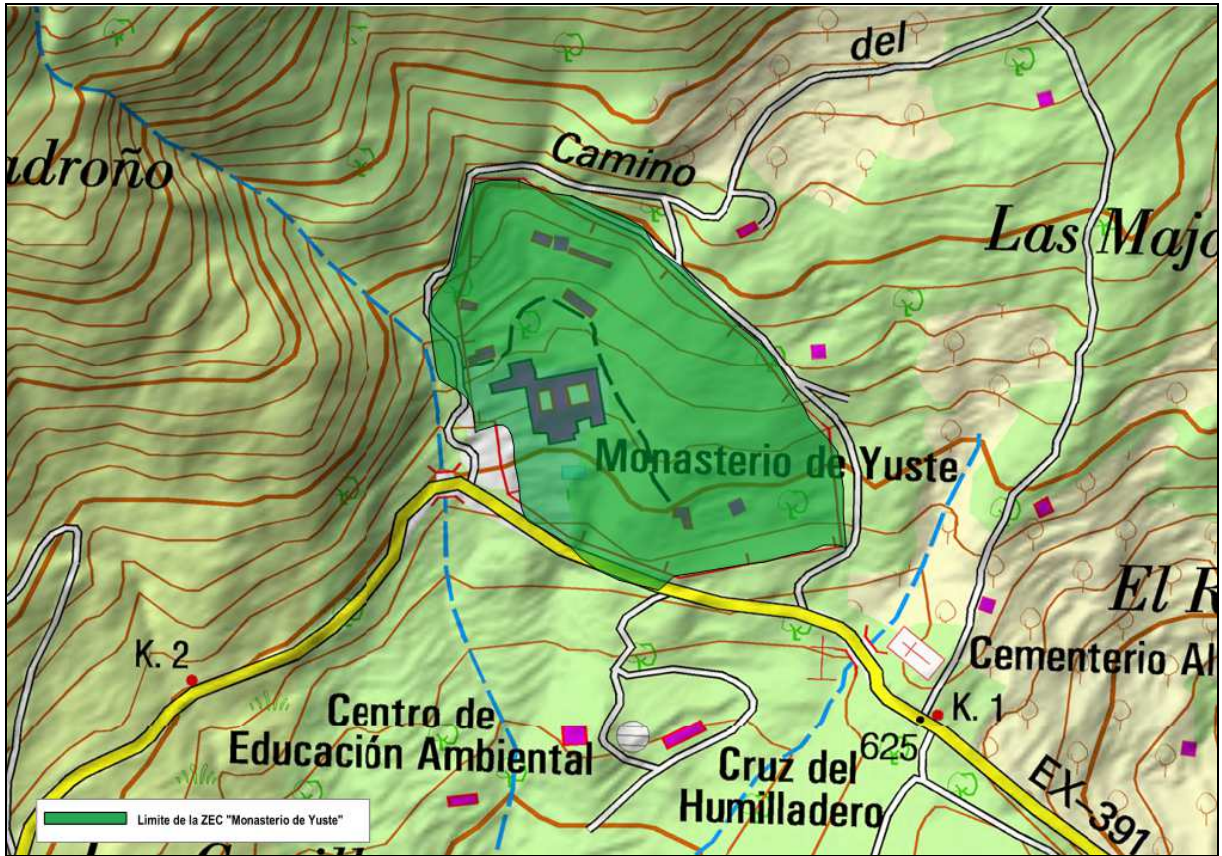 del
Camino
adroño
Las Majo
Monasterio de Yuste
El R
K. 2
Cementerio Al
K. 1
Centro de
Educación Ambiental
625
Cruz del
Humilladero
EX-391
Limite de la ZEC "Monasterio de Yuste"